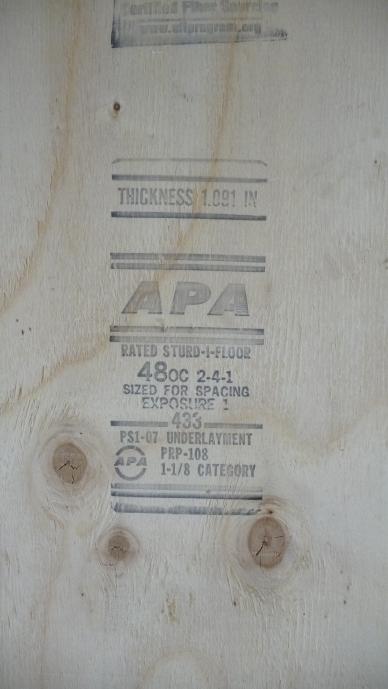 Certified Fiber Sourcing
www.sfiprogram.org
THICKNESS 1.081 IN
APA
RATED STURD-I-FLOOR
48OC 2-4-1
SIZED FOR SPACING
EXPOSURE 1
433
PS1-07 UNDERLAYMENT
APA PRP-108
1-1/8 CATEGORY